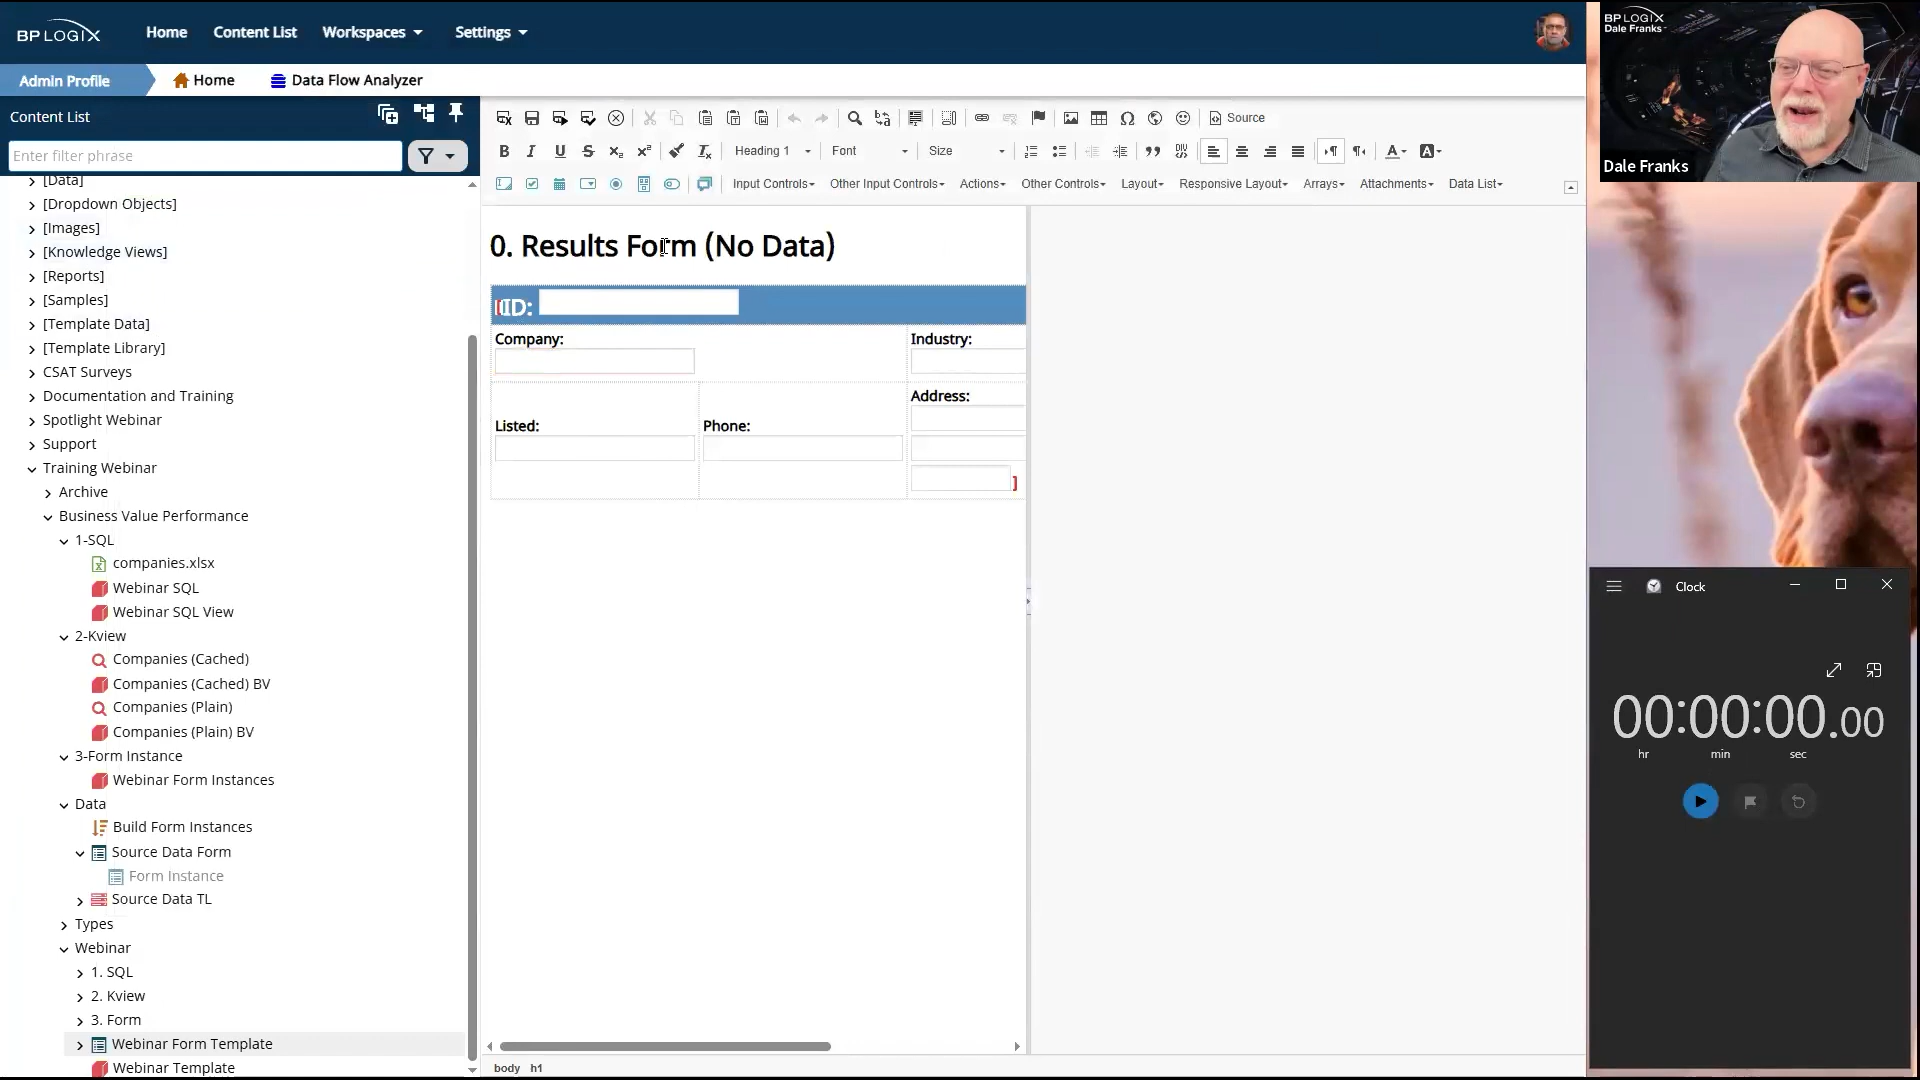 BP LOGIX
Home
Content List
Workspaces
Settings
BP LOGIX
Dale Franks
Dale Franks
Admin Profile
Home
Data Flow Analyzer
Content List
Enter filter phrase
[Data]
[Dropdown Objects]
[Images]
[Knowledge Views]
[Reports]
[Samples]
[Template Data]
[Template Library]
CSAT Surveys
Documentation and Training
Spotlight Webinar
Support
Training Webinar
Archive
Business Value Performance
1-SQL
companies.xlsx
Webinar SQL
Webinar SQL View
2-Kview
Companies (Cached)
Companies (Cached) BV
Companies (Plain)
Companies (Plain) BV
3-Form Instance
Webinar Form Instances
Data
Build Form Instances
Source Data Form
Form Instance
Source Data TL
Types
Webinar
1. SQL
2. Kview
3. Form
Webinar Form Template
Webinar Template
Source
B I U S x₂ x² Tx Heading 1 Font Size DIV A A
Input Controls
Other Input Controls
Actions
Other Controls
Layout
Responsive Layout
Arrays
Attachments
Data List
0. Results Form (No Data)
[ID:
Company:
Industry:
Address:
Listed:
Phone:
]
body h1
Clock
00:00:00.00
hr min sec